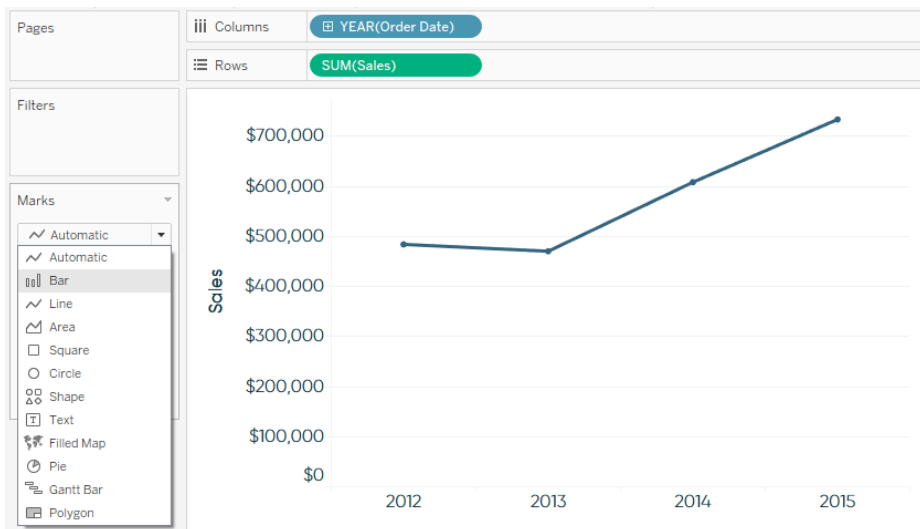 Pages
Columns
YEAR(Order Date)
Rows
SUM(Sales)
Filters
Marks
Automatic
Automatic
Bar
Line
Area
Square
Circle
Shape
Text
Filled Map
Pie
Gantt Bar
Polygon
Sales
$700,000
$600,000
$500,000
$400,000
$300,000
$200,000
$100,000
$0
2012 2013 2014 2015